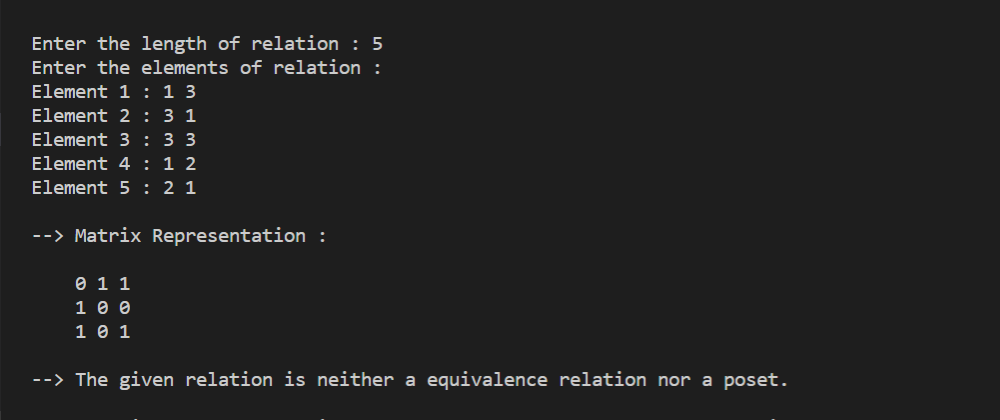 Enter the length of relation : 5
Enter the elements of relation :
Element 1 : 1 3
Element 2 : 3 1
Element 3 : 3 3
Element 4 : 1 2
Element 5 : 2 1
--> Matrix Representation :
0 1 1
1 0 0
1 0 1
--> The given relation is neither a equivalence relation nor a poset.